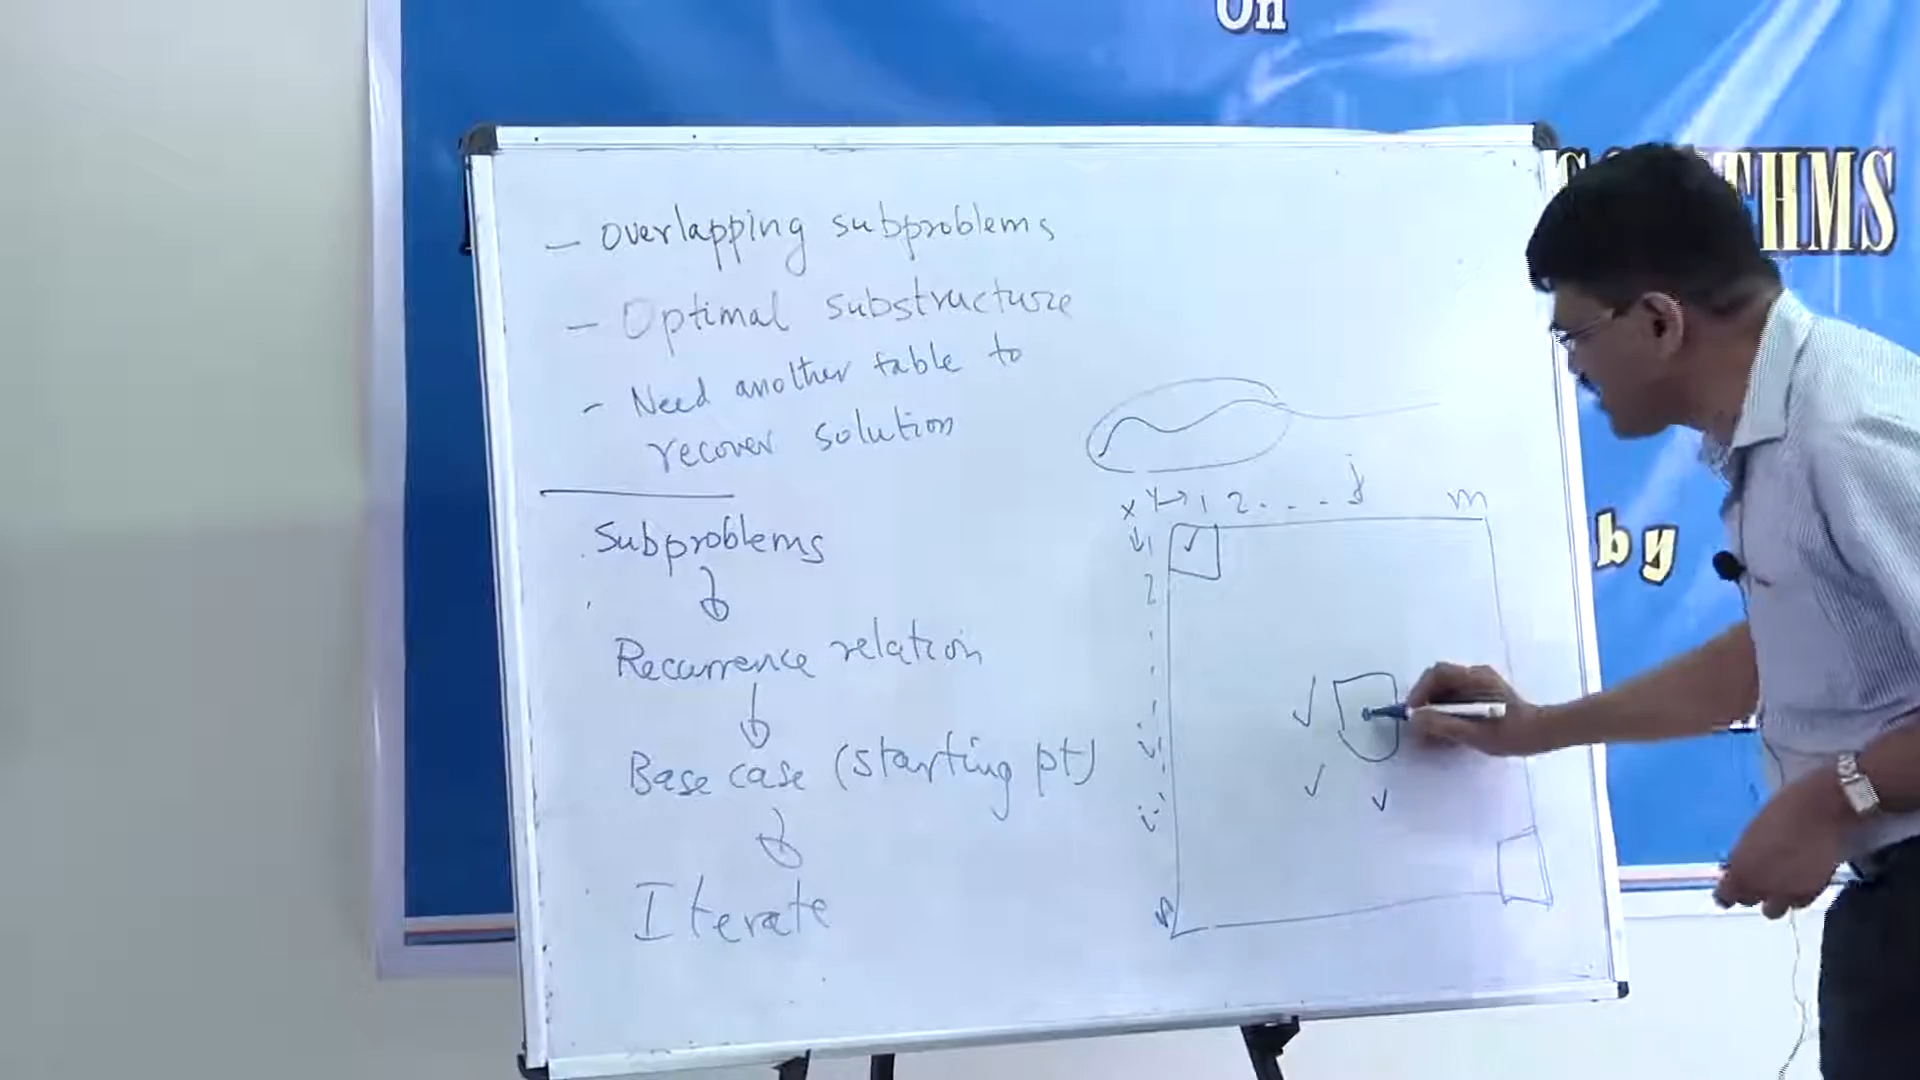 On
THMS
by
- Overlapping subproblems
- Optimal substructure
- Need another table to
recover solution
Subproblems
Recurrence relation
Base case (starting pt)
Iterate
X Y→ 1 2 . . . j m
↓ 1
2
i
n